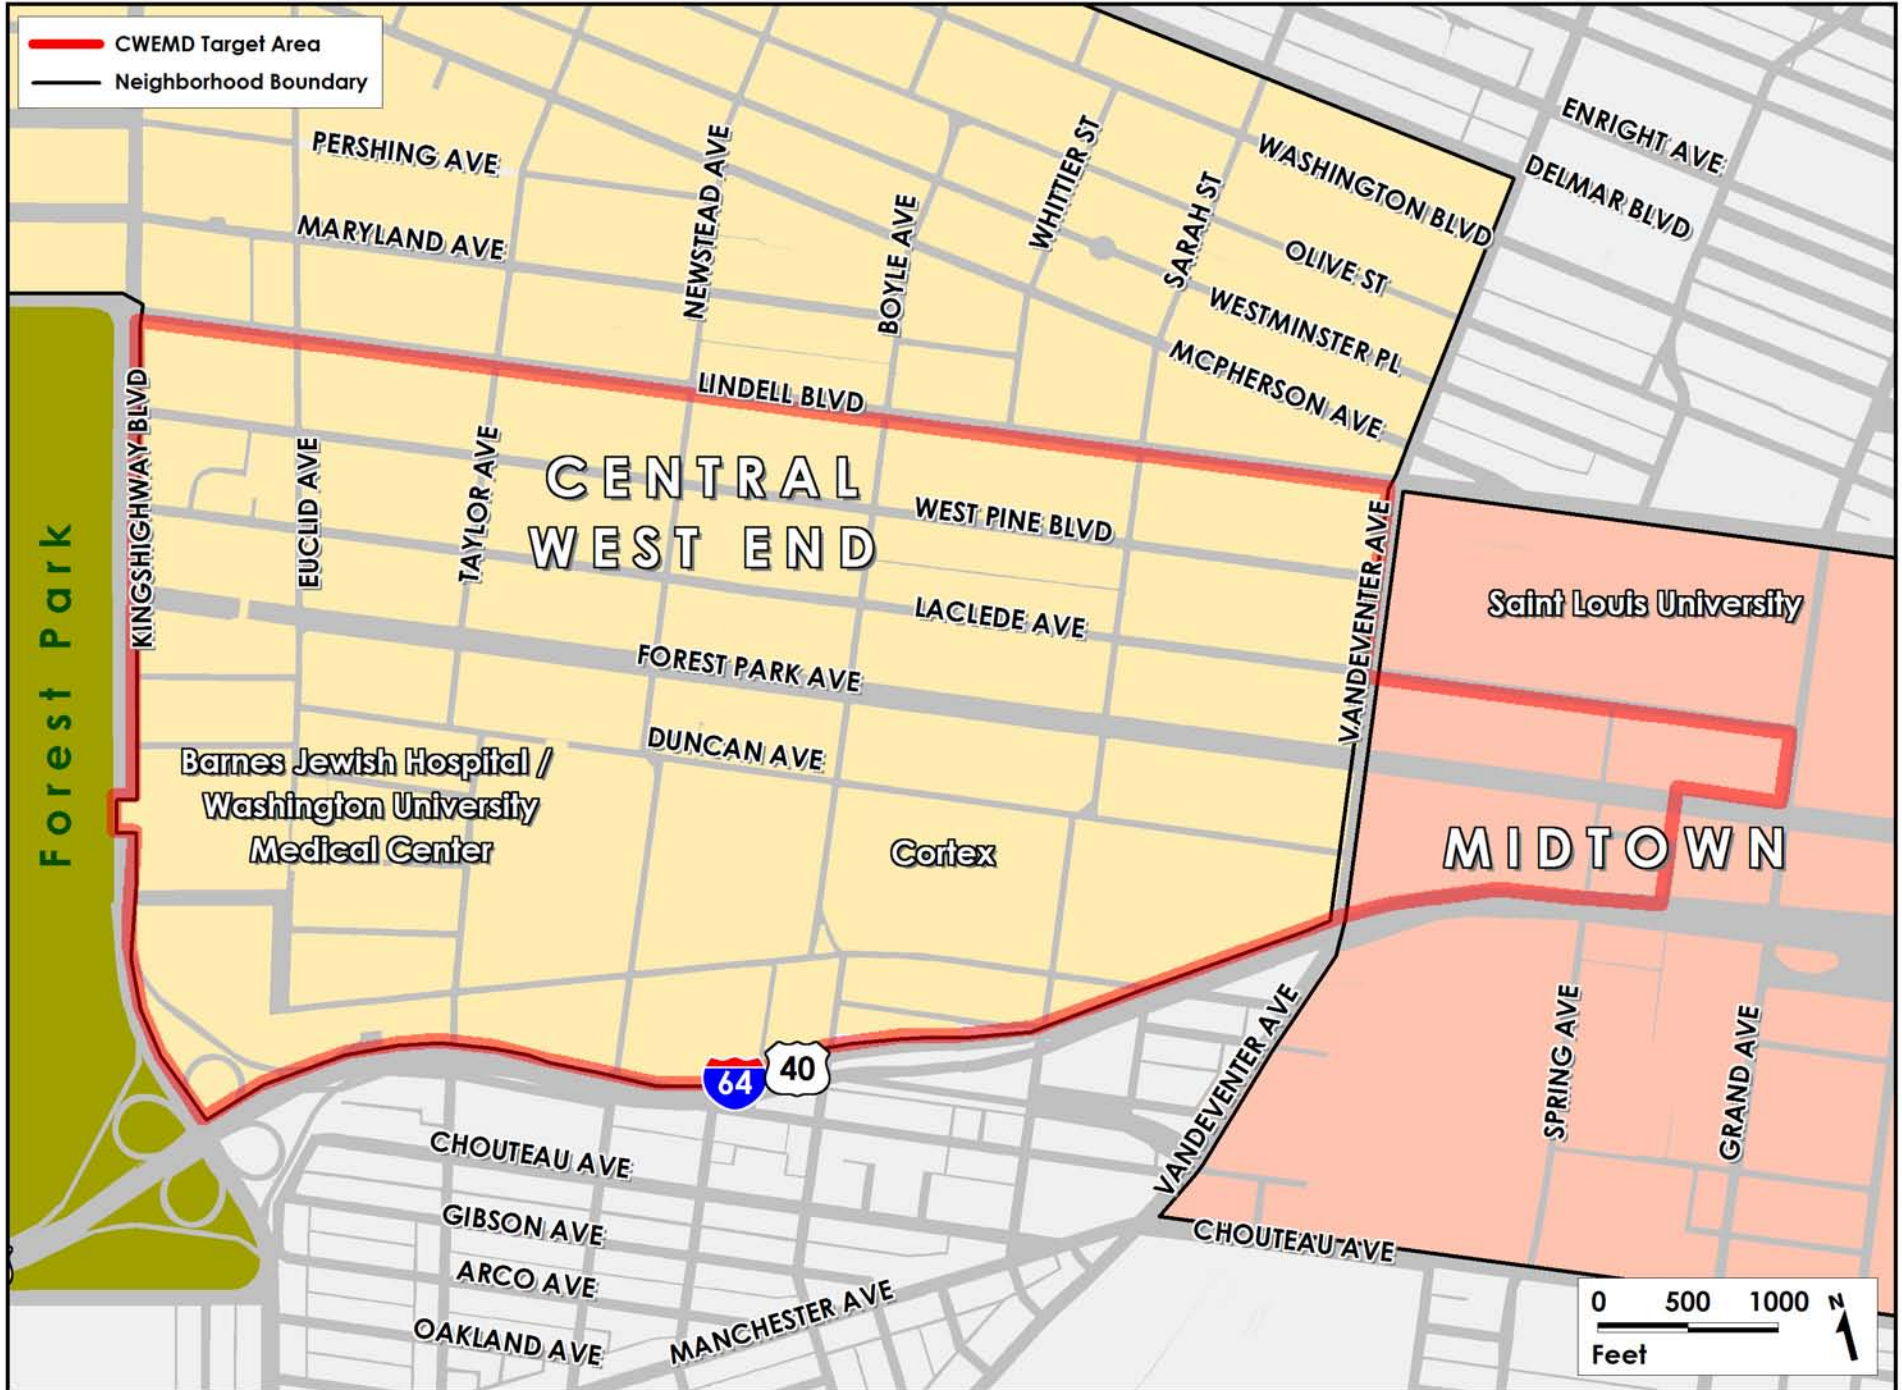 CWEMD Target Area
Neighborhood Boundary
ENRIGHT AVE
DELMAR BLVD
WASHINGTON BLVD
OLIVE ST
WESTMINSTER PL
MCPHERSON AVE
PERSHING AVE
MARYLAND AVE
NEWSTEAD AVE
BOYLE AVE
WHITTIER ST
SARAH ST
LINDELL BLVD
KINGSHIGHWAY BLVD
EUCLID AVE
TAYLOR AVE
CENTRAL
WEST END
WEST PINE BLVD
LACLEDE AVE
FOREST PARK AVE
DUNCAN AVE
VANDEVENTER AVE
Saint Louis University
Forest Park
Barnes Jewish Hospital /
Washington University
Medical Center
Cortex
MIDTOWN
64
40
VANDEVENTER AVE
SPRING AVE
GRAND AVE
CHOUTEAU AVE
GIBSON AVE
ARCO AVE
OAKLAND AVE
MANCHESTER AVE
CHOUTEAU AVE
0 500 1000
Feet
N